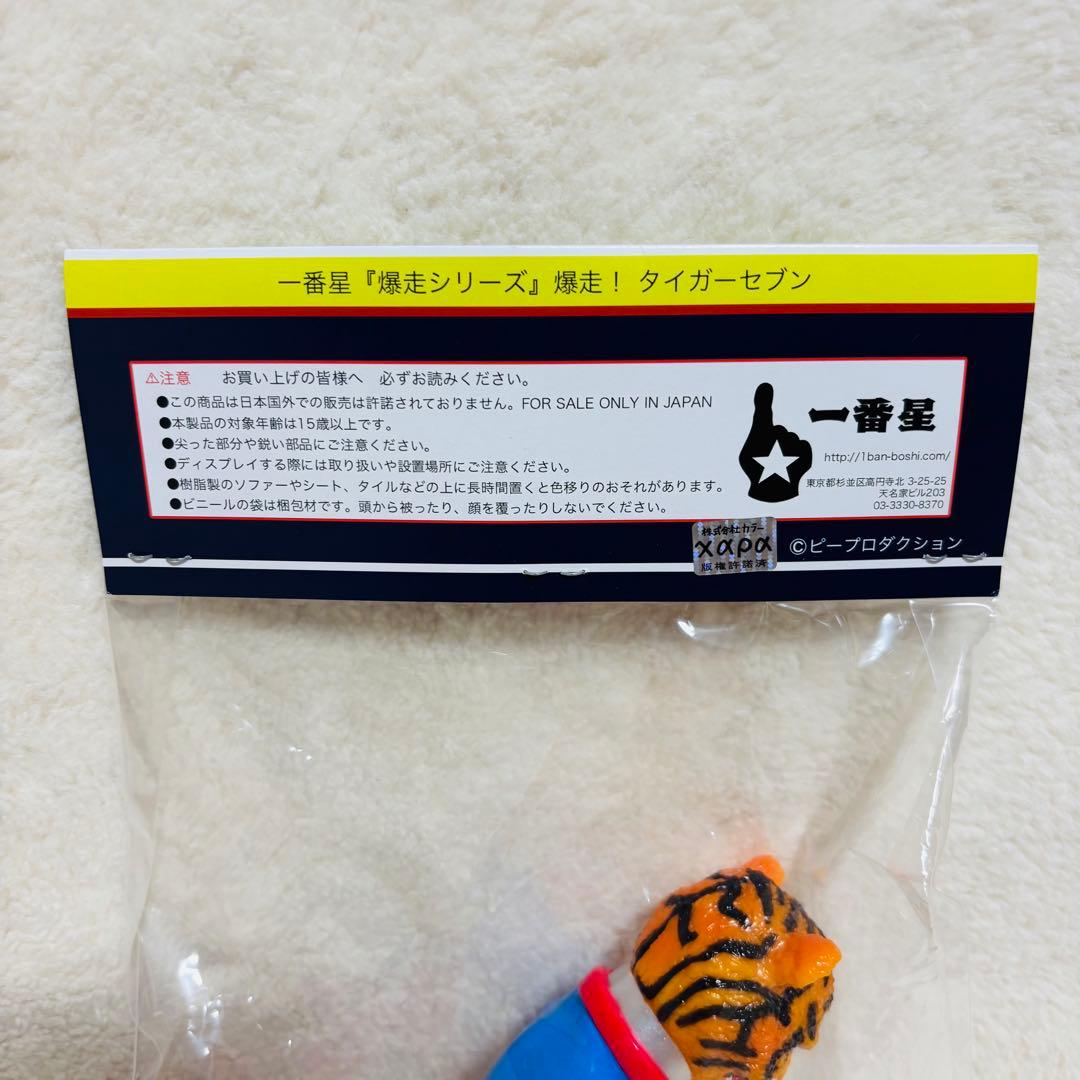 一番星『爆走シリーズ』爆走！ タイガーセブン
⚠注意 お買い上げの皆様へ 必ずお読みください。
●この商品は日本国外での販売は許諾されておりません。FOR SALE ONLY IN JAPAN
●本製品の対象年齢は15歳以上です。
●尖った部分や鋭い部品にご注意ください。
●ディスプレイする際には取り扱いや設置場所にご注意ください。
●樹脂製のソファーやシート、タイルなどの上に長時間置くと色移りのおそれがあります。
●ビニールの袋は梱包材です。頭から被ったり、顔を覆ったりしないでください。
一番星
http://1ban-boshi.com/
東京都杉並区高円寺北 3-25-25
天名家ビル203
03-3330-8370
株式会社カラー
χαρα
版権許諾済
©ピープロダクション